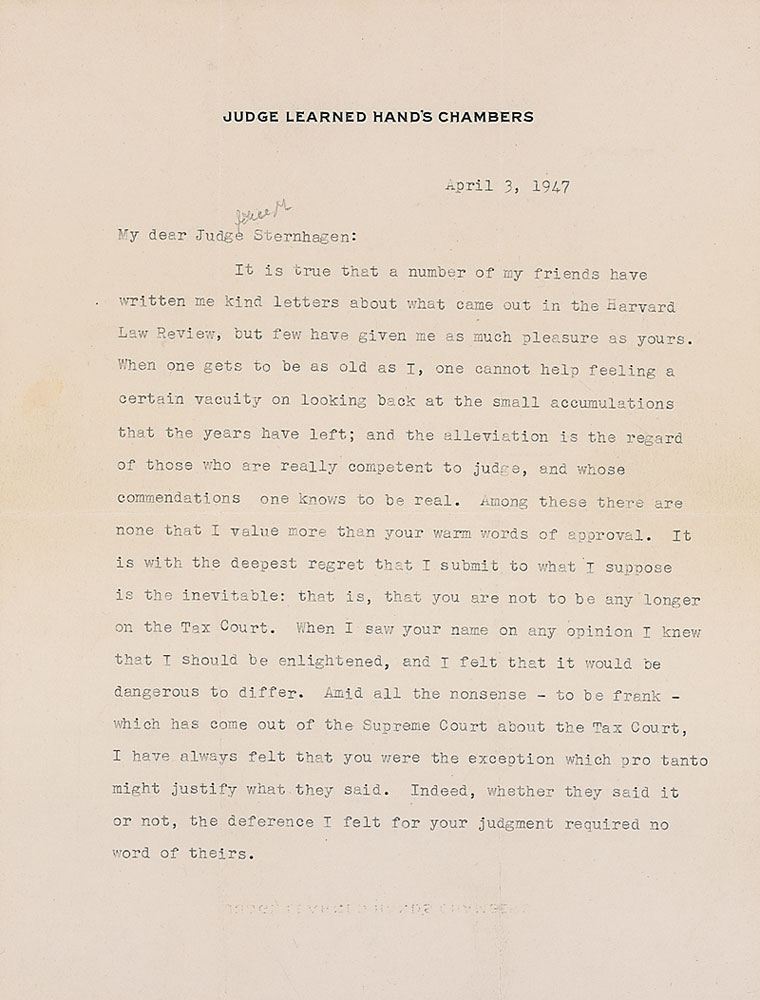 JUDGE LEARNED HAND'S CHAMBERS
April 3, 1947
My dear Judge Sternhagen:
It is true that a number of my friends have
written me kind letters about what came out in the Harvard
Law Review, but few have given me as much pleasure as yours.
When one gets to be as old as I, one cannot help feeling a
certain vacuity on looking back at the small accumulations
that the years have left; and the alleviation is the regard
of those who are really competent to judge, and whose
commendations one knows to be real. Among these there are
none that I value more than your warm words of approval. It
is with the deepest regret that I submit to what I suppose
is the inevitable: that is, that you are not to be any longer
on the Tax Court. When I saw your name on any opinion I knew
that I should be enlightened, and I felt that it would be
dangerous to differ. Amid all the nonsense - to be frank -
which has come out of the Supreme Court about the Tax Court,
I have always felt that you were the exception which pro tanto
might justify what they said. Indeed, whether they said it
or not, the deference I felt for your judgment required no
word of theirs.